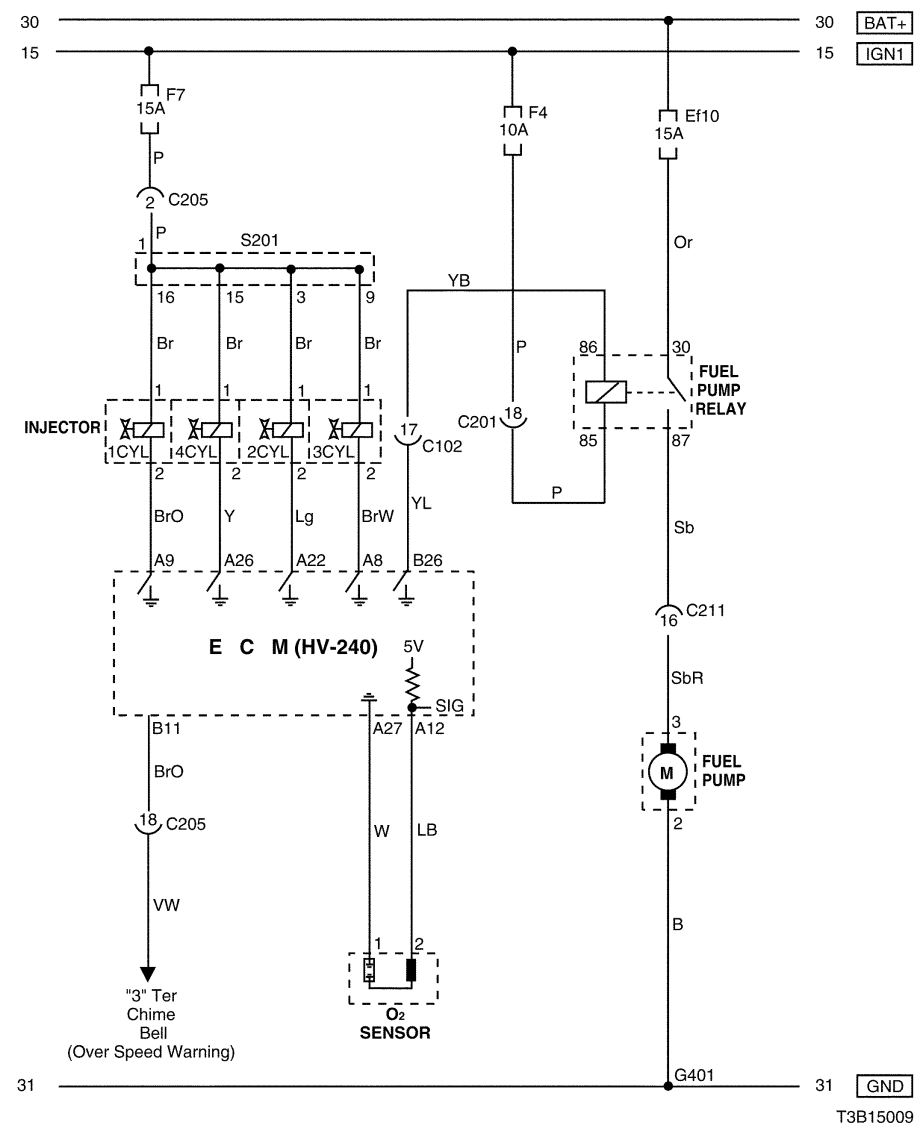 30 30 BAT+
15 15 IGN1
F7
15A
F4
10A
Ef10
15A
P
2 C205
P
1 S201
Or
16 15 3 9
YB
Br Br Br Br
P
86 30
FUEL
PUMP
RELAY
1 1 1 1
INJECTOR
1CYL 4CYL 2CYL 3CYL
17
C102
18
C201
85 87
2 2 2 2
YL
P
BrO Y Lg BrW
Sb
A9 A26 A22 A8 B26
C211
16
E C M (HV-240)
5V
SIG
SbR
B11 A27 A12
3
BrO
FUEL
PUMP
M
2
18 C205
W LB
VW
B
1 2
"3" Ter
Chime
Bell
(Over Speed Warning)
O2
SENSOR
G401
31 31 GND
T3B15009